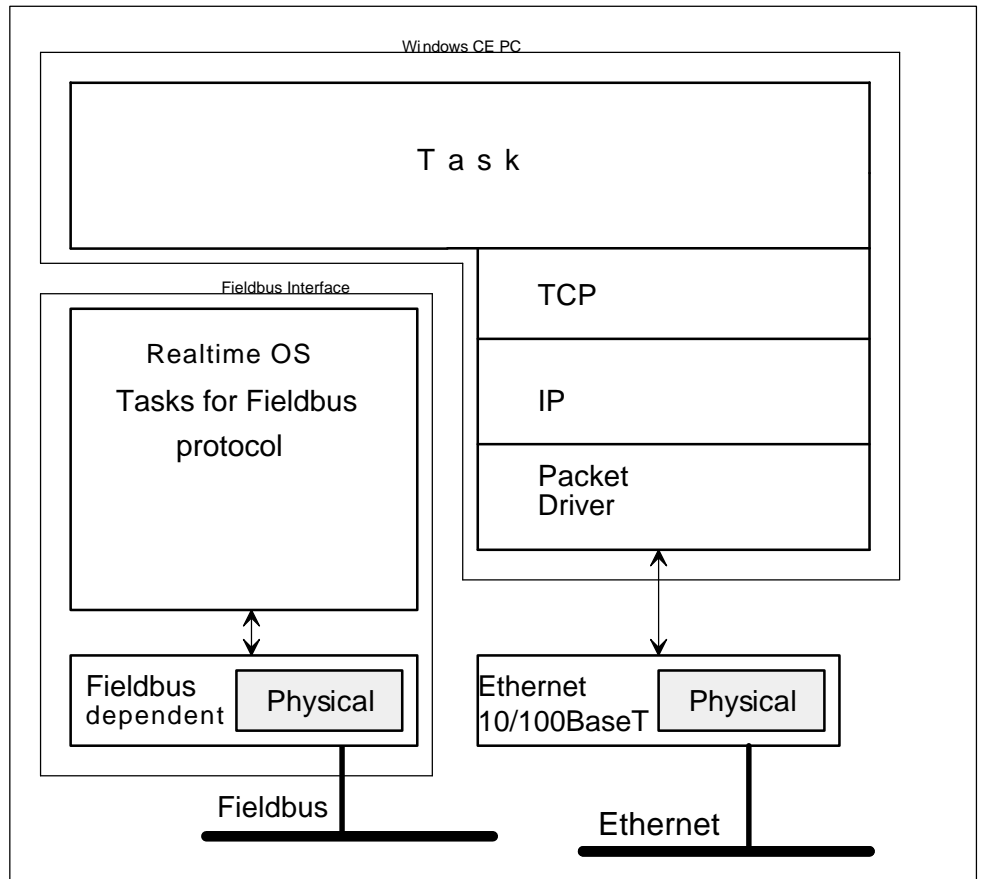 Windows CE PC
Task
TCP
IP
Packet
Driver
Fieldbus Interface
Realtime OS
Tasks for Fieldbus
protocol
Fieldbus
dependent
Physical
Ethernet
10/100BaseT
Physical
Fieldbus
Ethernet